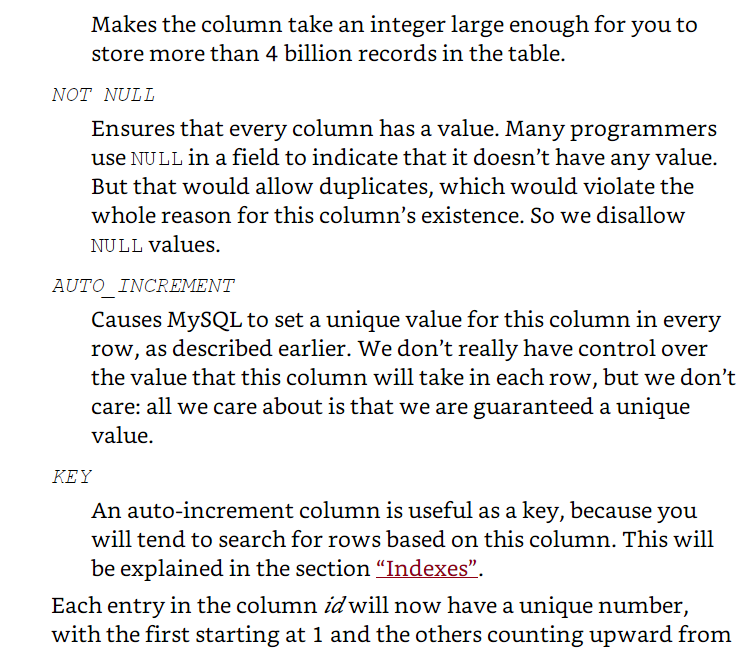 Makes the column take an integer large enough for you to
store more than 4 billion records in the table.
NOT NULL
Ensures that every column has a value. Many programmers
use NULL in a field to indicate that it doesn’t have any value.
But that would allow duplicates, which would violate the
whole reason for this column’s existence. So we disallow
NULL values.
AUTO_INCREMENT
Causes MySQL to set a unique value for this column in every
row, as described earlier. We don’t really have control over
the value that this column will take in each row, but we don’t
care: all we care about is that we are guaranteed a unique
value.
KEY
An auto-increment column is useful as a key, because you
will tend to search for rows based on this column. This will
be explained in the section “Indexes”.
Each entry in the column id will now have a unique number,
with the first starting at 1 and the others counting upward from